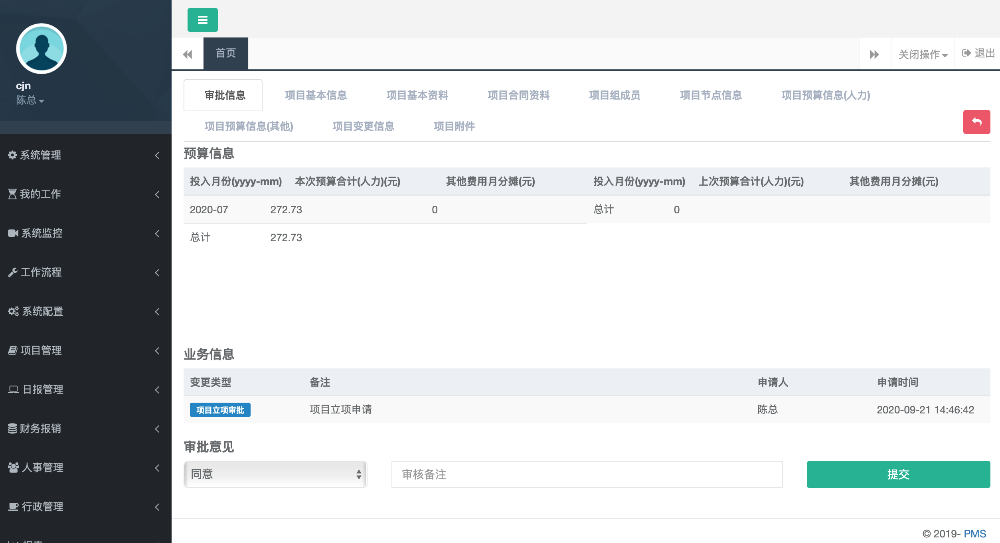 cjn
陈总
系统管理
我的工作
系统监控
工作流程
系统配置
项目管理
日报管理
财务报销
人事管理
行政管理
首页
关闭操作
退出
审批信息 项目基本信息 项目基本资料 项目合同资料 项目组成员 项目节点信息 项目预算信息(人力)
项目预算信息(其他) 项目变更信息 项目附件
预算信息
投入月份(yyyy-mm) 本次预算合计(人力)(元) 其他费用月分摊(元) 投入月份(yyyy-mm) 上次预算合计(人力)(元) 其他费用月分摊(元)
2020-07 272.73 0 总计 0
总计 272.73
业务信息
变更类型 备注 申请人 申请时间
项目立项审批 项目立项申请 陈总 2020-09-21 14:46:42
审批意见
同意 审核备注 提交
© 2019- PMS